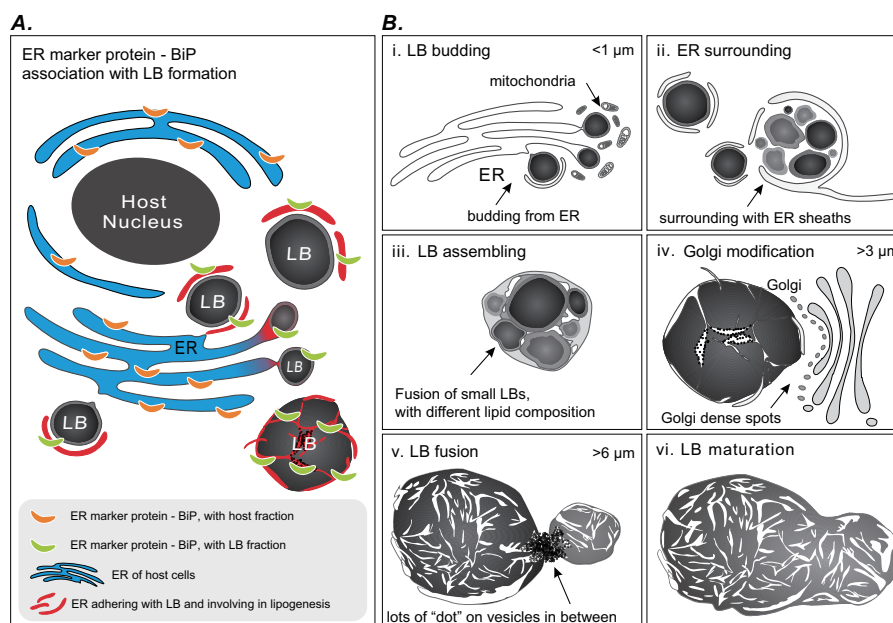 A.
ER marker protein - BiP
association with LB formation
Host
Nucleus
LB
LB
ER
LB
LB
LB
ER marker protein - BiP, with host fraction
ER marker protein - BiP, with LB fraction
ER of host cells
ER adhering with LB and involving in lipogenesis
B.
i. LB budding
<1 µm
mitochondria
ER
budding from ER
ii. ER surrounding
surrounding with ER sheaths
iii. LB assembling
Fusion of small LBs,
with different lipid composition
iv. Golgi modification
>3 µm
Golgi
Golgi dense spots
v. LB fusion
>6 µm
lots of “dot” on vesicles in between
vi. LB maturation